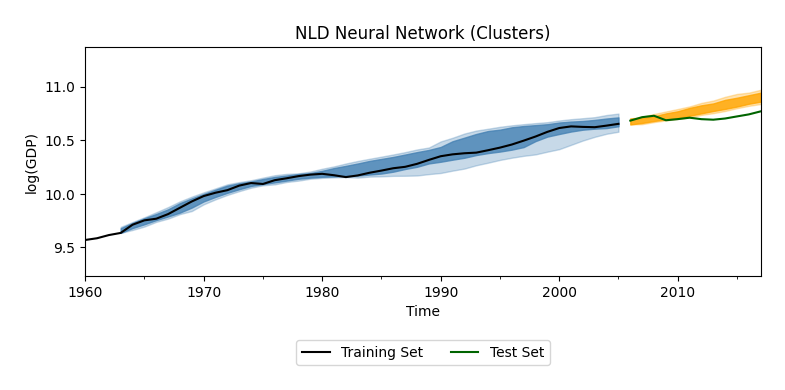 NLD Neural Network (Clusters)
log(GDP)
11.0
10.5
10.0
9.5
1960 1970 1980 1990 2000 2010
Time
Training Set Test Set